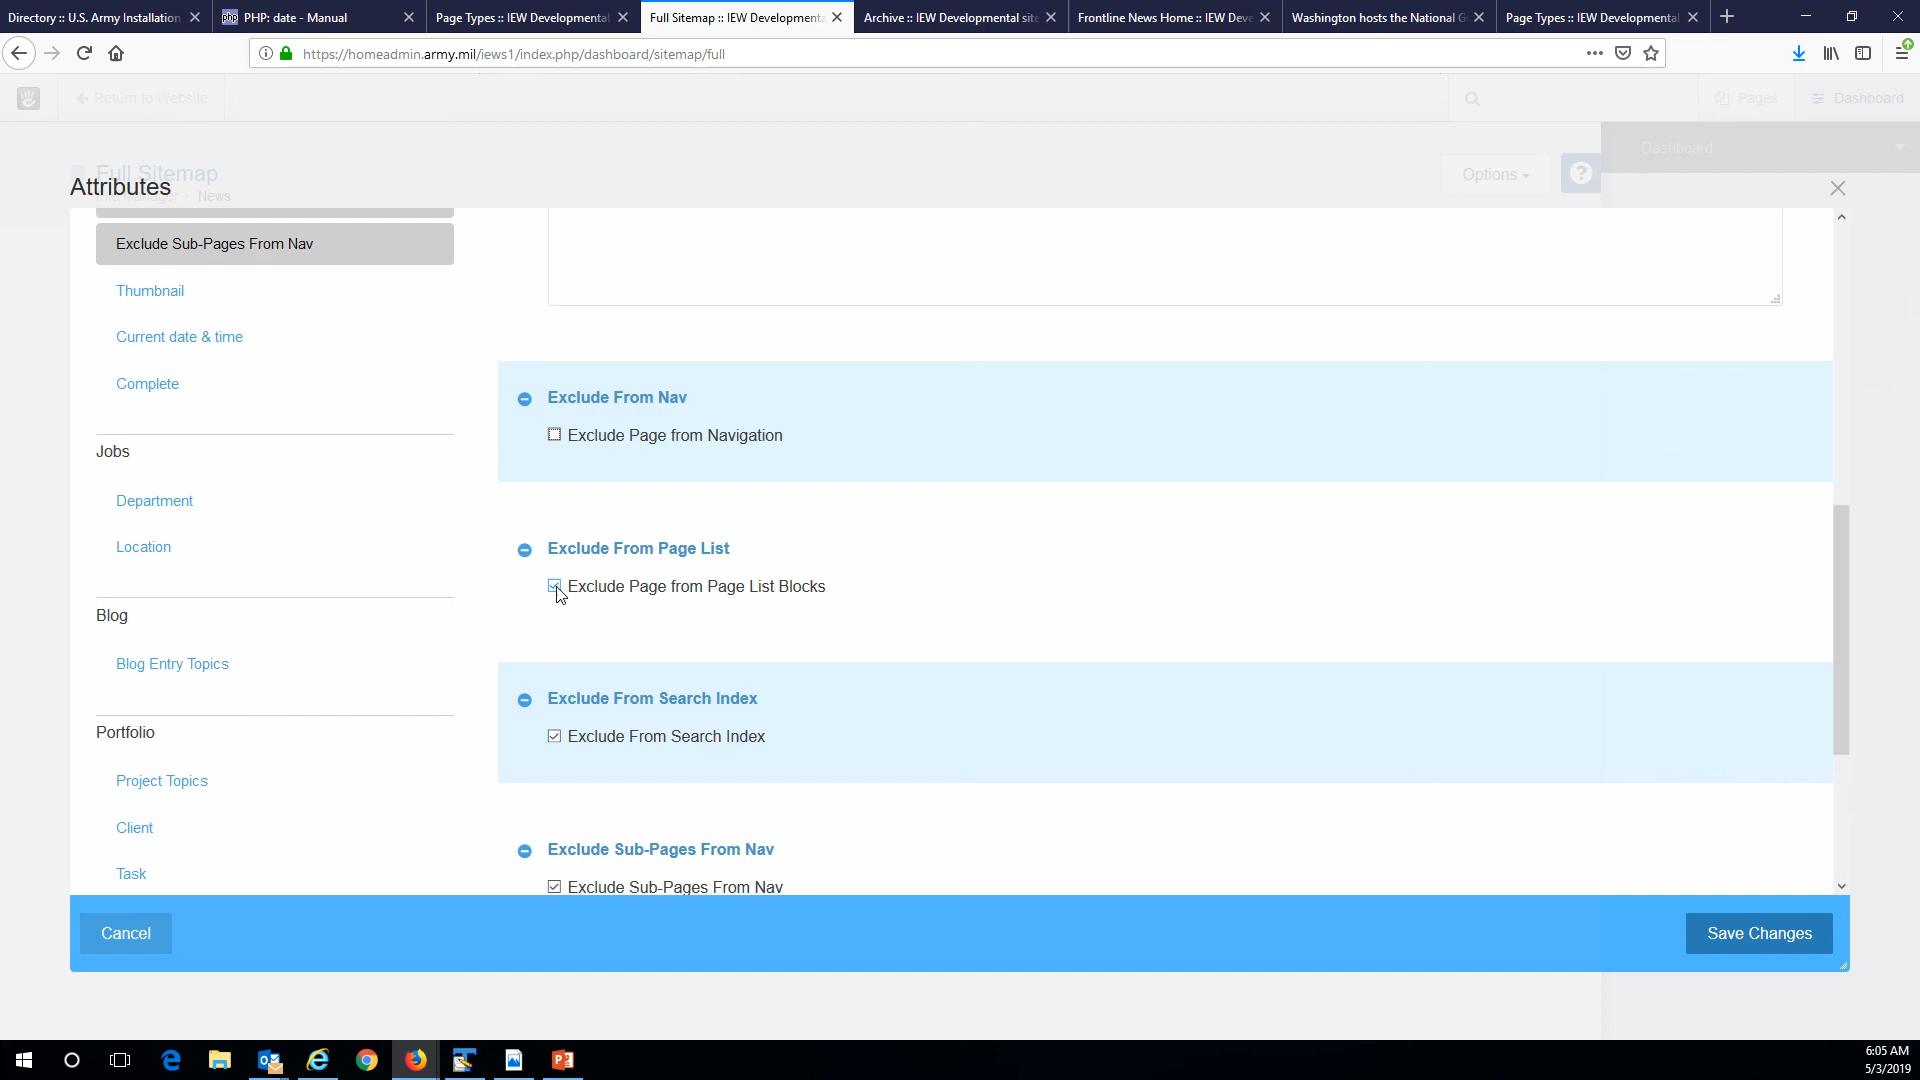 Directory :: U.S. Army Installation
PHP: date - Manual
Page Types :: IEW Developmental
Full Sitemap :: IEW Developmenta
Archive :: IEW Developmental site
Frontline News Home :: IEW Deve
Washington hosts the National G
Page Types :: IEW Developmental
https://homeadmin.army.mil/iews1/index.php/dashboard/sitemap/full
Return to Website
Pages
Dashboard
Full Sitemap
Options
?
Dashboard
Attributes
News
Exclude Sub-Pages From Nav
Thumbnail
Current date & time
Complete
Jobs
Department
Location
Blog
Blog Entry Topics
Portfolio
Project Topics
Client
Task
Exclude From Nav
Exclude Page from Navigation
Exclude From Page List
Exclude Page from Page List Blocks
Exclude From Search Index
Exclude From Search Index
Exclude Sub-Pages From Nav
Exclude Sub-Pages From Nav
Cancel
Save Changes
6:05 AM
5/3/2019